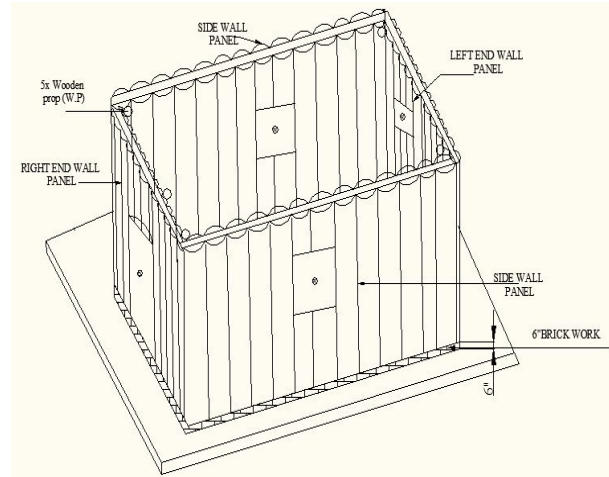 SIDE WALL
PANEL
LEFT END WALL
PANEL
5x Wooden
prop (W.P)
RIGHT END WALL
PANEL
SIDE WALL
PANEL
6"BRICK WORK
6"